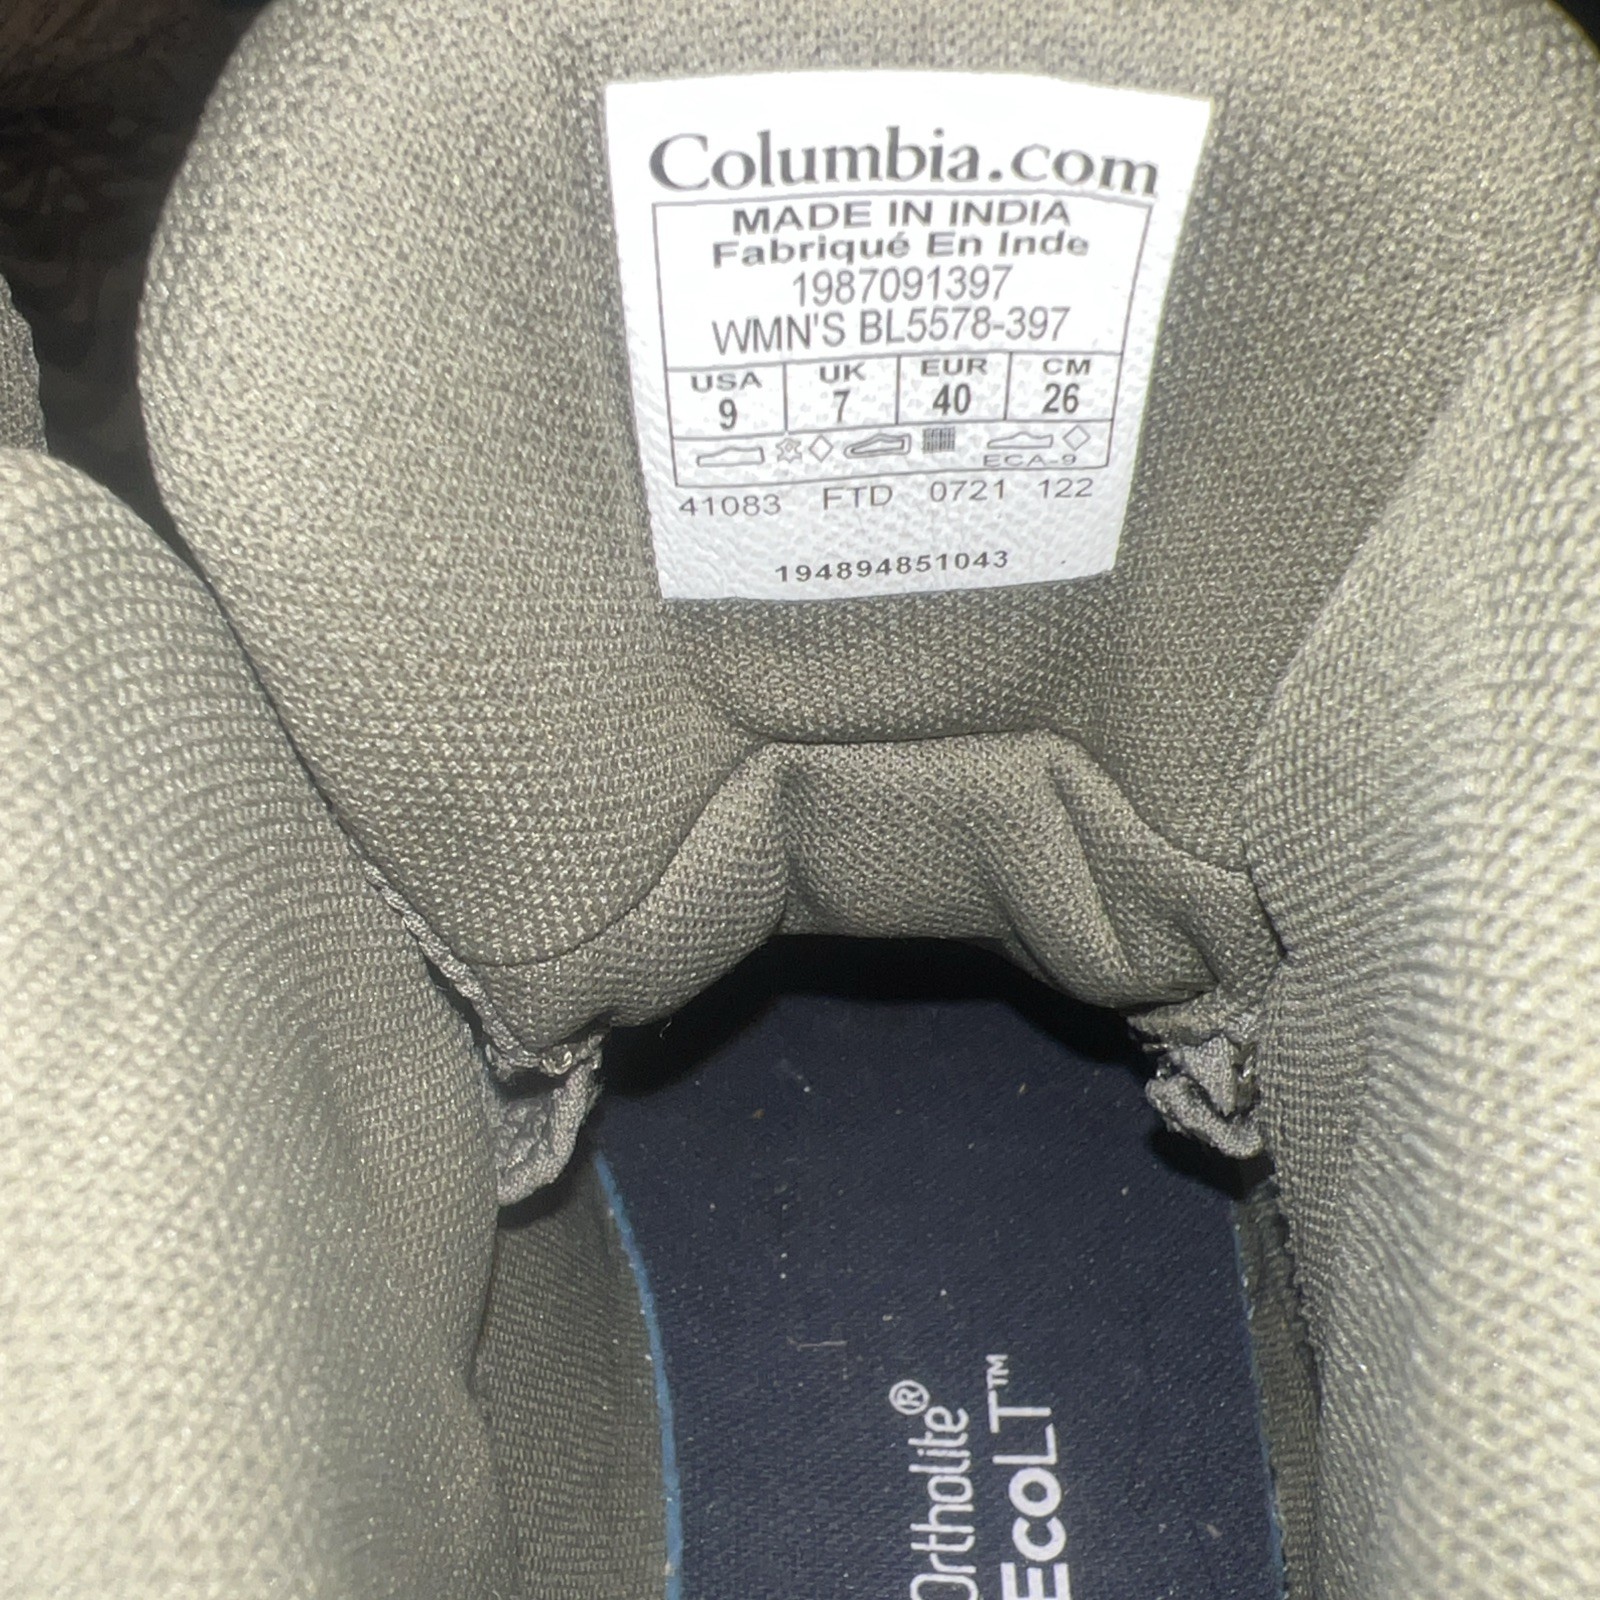 Columbia.com
MADE IN INDIA
Fabriqué En Inde
1987091397
WMN'S BL5578-397
USA UK EUR CM
9 7 40 26
ECA-9
41083 FTD 0721 122
194894851043
Ortholite®
EcoLT™